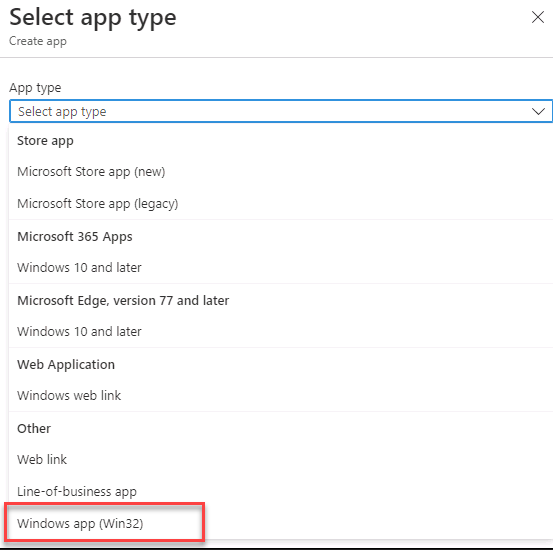 Select app type
Create app
App type
Select app type
Store app
Microsoft Store app (new)
Microsoft Store app (legacy)
Microsoft 365 Apps
Windows 10 and later
Microsoft Edge, version 77 and later
Windows 10 and later
Web Application
Windows web link
Other
Web link
Line-of-business app
Windows app (Win32)